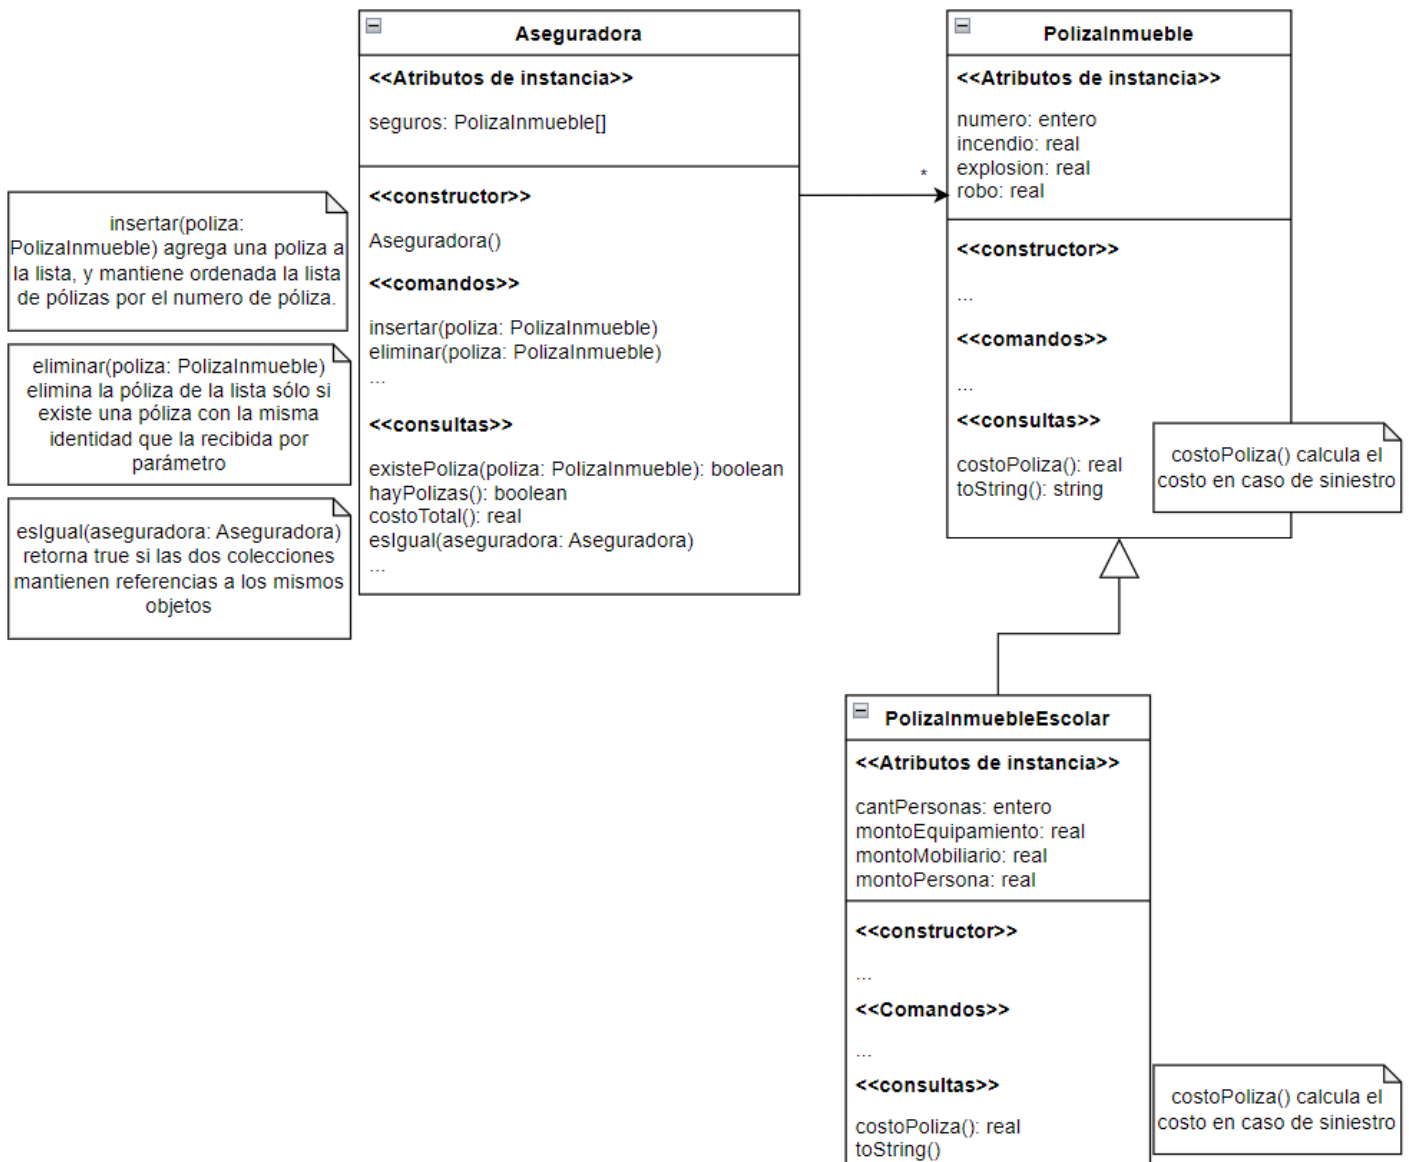 Aseguradora
<<Atributos de instancia>>
seguros: PolizaInmueble[]
<<constructor>>
Aseguradora()
<<comandos>>
insertar(poliza: PolizaInmueble)
eliminar(poliza: PolizaInmueble)
...
<<consultas>>
existePoliza(poliza: PolizaInmueble): boolean
hayPolizas(): boolean
costoTotal(): real
esIgual(aseguradora: Aseguradora)
...
insertar(poliza:
PolizaInmueble) agrega una poliza a
la lista, y mantiene ordenada la lista
de pólizas por el numero de póliza.
eliminar(poliza: PolizaInmueble)
elimina la póliza de la lista sólo si
existe una póliza con la misma
identidad que la recibida por
parámetro
esIgual(aseguradora: Aseguradora)
retorna true si las dos colecciones
mantienen referencias a los mismos
objetos
*
PolizaInmueble
<<Atributos de instancia>>
numero: entero
incendio: real
explosion: real
robo: real
<<constructor>>
...
<<comandos>>
...
<<consultas>>
costoPoliza(): real
toString(): string
costoPoliza() calcula el
costo en caso de siniestro
PolizaInmuebleEscolar
<<Atributos de instancia>>
cantPersonas: entero
montoEquipamiento: real
montoMobiliario: real
montoPersona: real
<<constructor>>
...
<<Comandos>>
...
<<consultas>>
costoPoliza(): real
toString()
costoPoliza() calcula el
costo en caso de siniestro